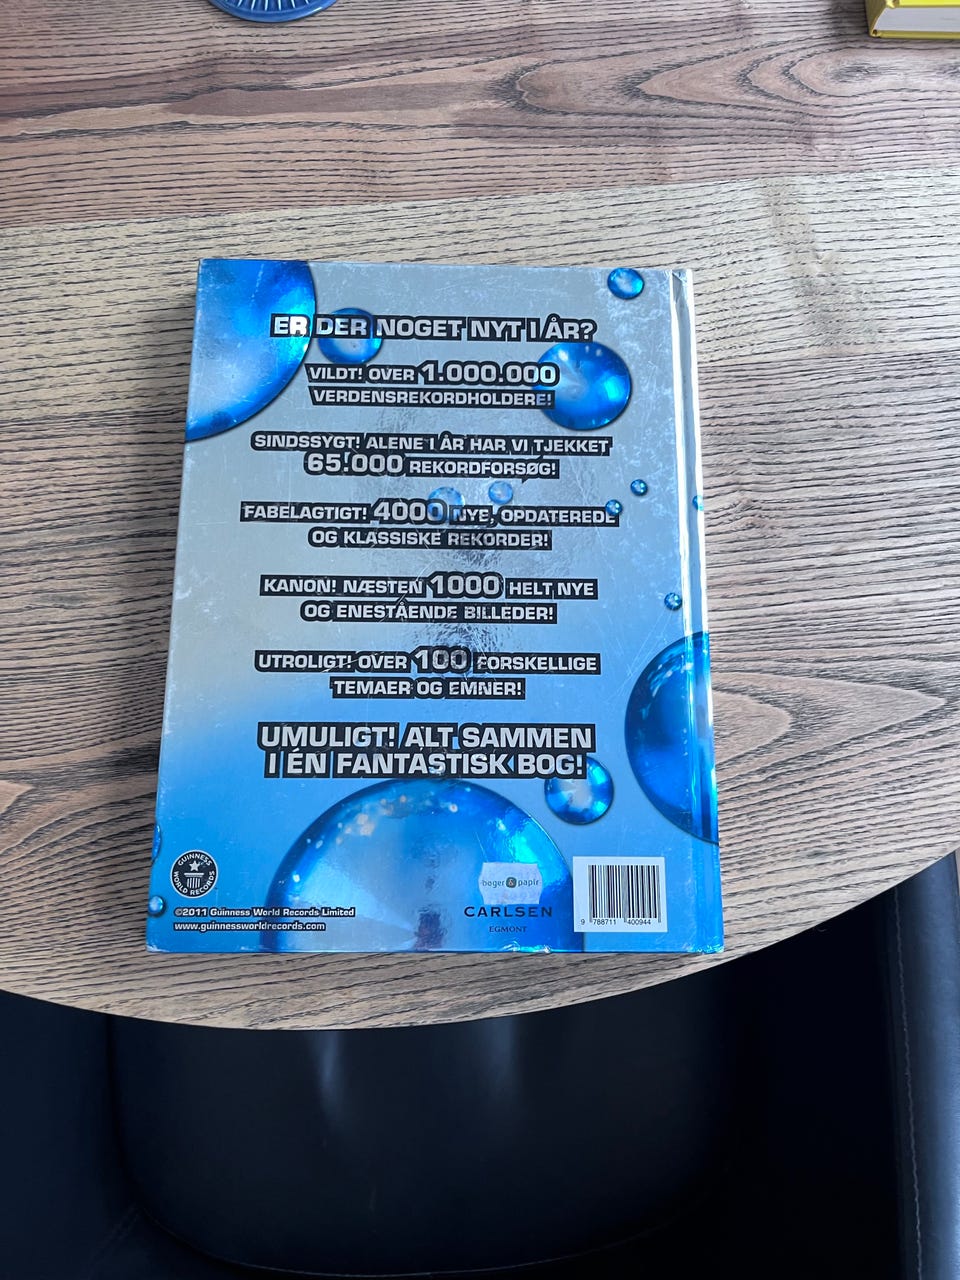 ER DER NOGET NYT I ÅR?
VILDT! OVER 1.000.000
VERDENSREKORDHOLDERE!
SINDSSYGT! ALENE I ÅR HAR VI TJEKKET
65.000 REKORDFORSØG!
FABELAGTIGT! 4000 NYE, OPDATEREDE
OG KLASSISKE REKORDER!
KANON! NÆSTEN 1000 HELT NYE
OG ENESTÅENDE BILLEDER!
UTROLIGT! OVER 100 FORSKELLIGE
TEMAER OG EMNER!
UMULIGT! ALT SAMMEN
I ÉN FANTASTISK BOG!
GUINNESS
WORLD RECORDS
©2011 Guinness World Records Limited
www.guinnessworldrecords.com
bøger & papir
CARLSEN
EGMONT
9 788711 400944